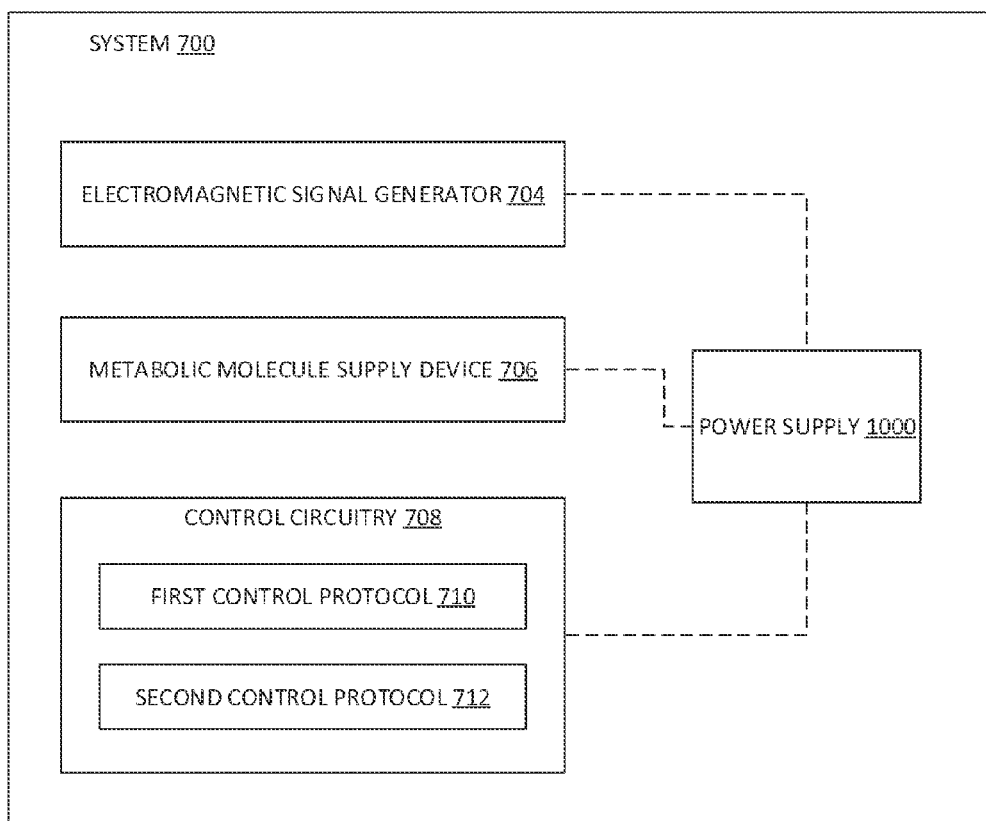 SYSTEM 700
ELECTROMAGNETIC SIGNAL GENERATOR 704
METABOLIC MOLECULE SUPPLY DEVICE 706
POWER SUPPLY 1000
CONTROL CIRCUITRY 708
FIRST CONTROL PROTOCOL 710
SECOND CONTROL PROTOCOL 712